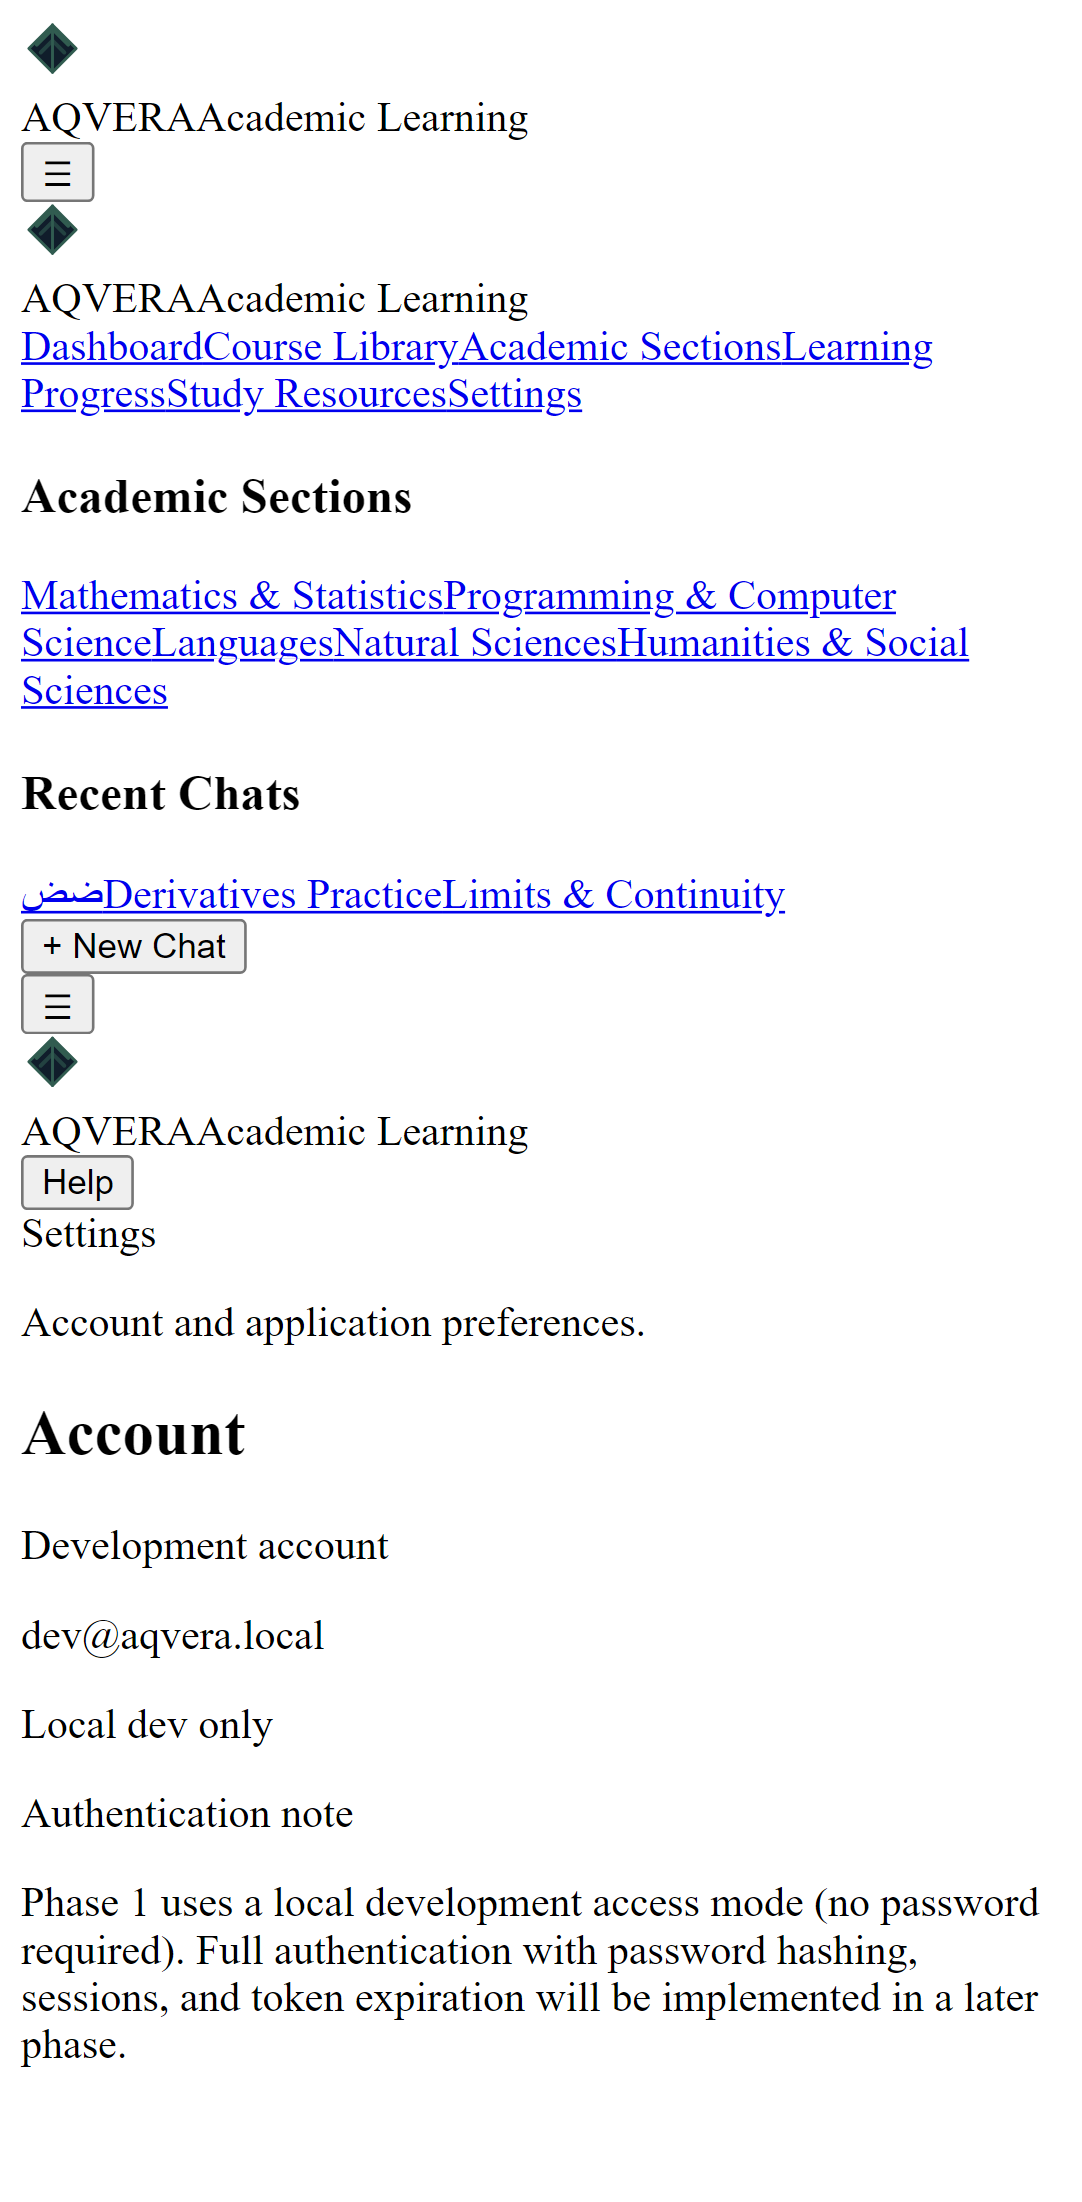 AQVERAAcademic Learning
☰
AQVERAAcademic Learning
DashboardCourse LibraryAcademic SectionsLearning
ProgressStudy ResourcesSettings
Academic Sections
Mathematics & StatisticsProgramming & Computer
ScienceLanguagesNatural SciencesHumanities & Social
Sciences
Recent Chats
ضضDerivatives PracticeLimits & Continuity
+ New Chat
☰
AQVERAAcademic Learning
Help
Settings
Account and application preferences.
Account
Development account
dev@aqvera.local
Local dev only
Authentication note
Phase 1 uses a local development access mode (no password
required). Full authentication with password hashing,
sessions, and token expiration will be implemented in a later
phase.